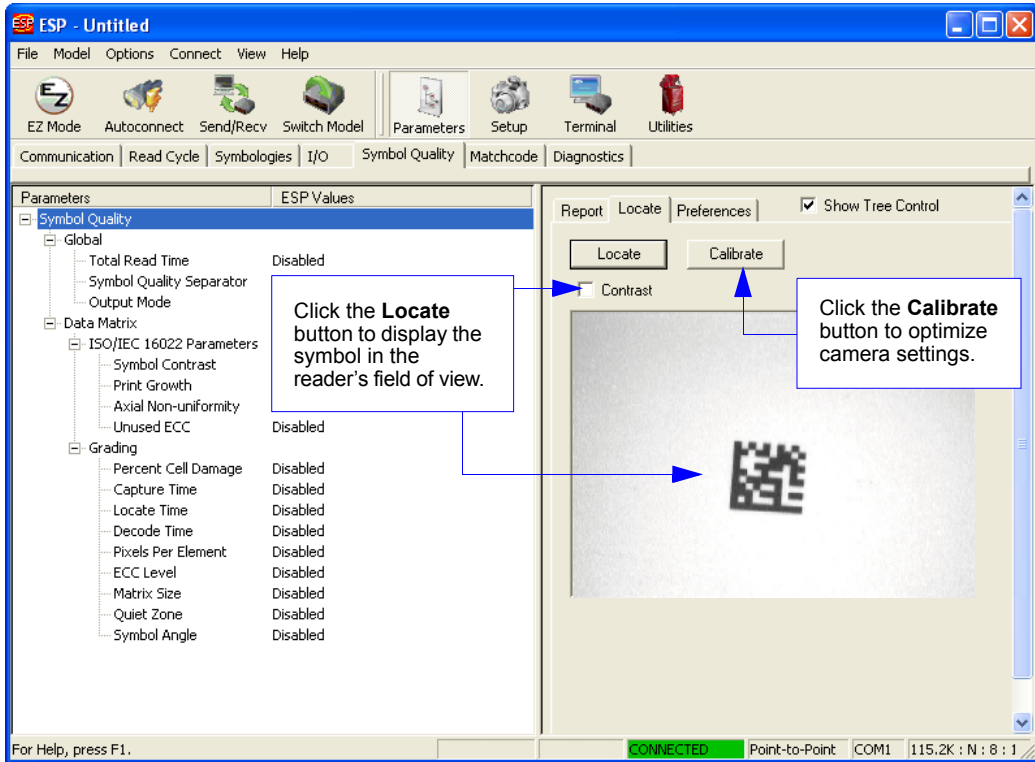 ESP - Untitled
File Model Options Connect View Help
EZ
EZ Mode Autoconnect Send/Recv Switch Model Parameters Setup Terminal Utilities
Communication Read Cycle Symbologies I/O Symbol Quality Matchcode Diagnostics
Parameters ESP Values
Symbol Quality
Global
Total Read Time Disabled
Symbol Quality Separator
Output Mode
Data Matrix
ISO/IEC 16022 Parameters
Symbol Contrast
Print Growth
Axial Non-uniformity
Unused ECC Disabled
Grading
Percent Cell Damage Disabled
Capture Time Disabled
Locate Time Disabled
Decode Time Disabled
Pixels Per Element Disabled
ECC Level Disabled
Matrix Size Disabled
Quiet Zone Disabled
Symbol Angle Disabled
Report Locate Preferences Show Tree Control
Locate Calibrate
Contrast
Click the Locate
button to display the
symbol in the
reader's field of view.
Click the Calibrate
button to optimize
camera settings.
For Help, press F1. CONNECTED Point-to-Point COM1 115.2K : N : 8 : 1